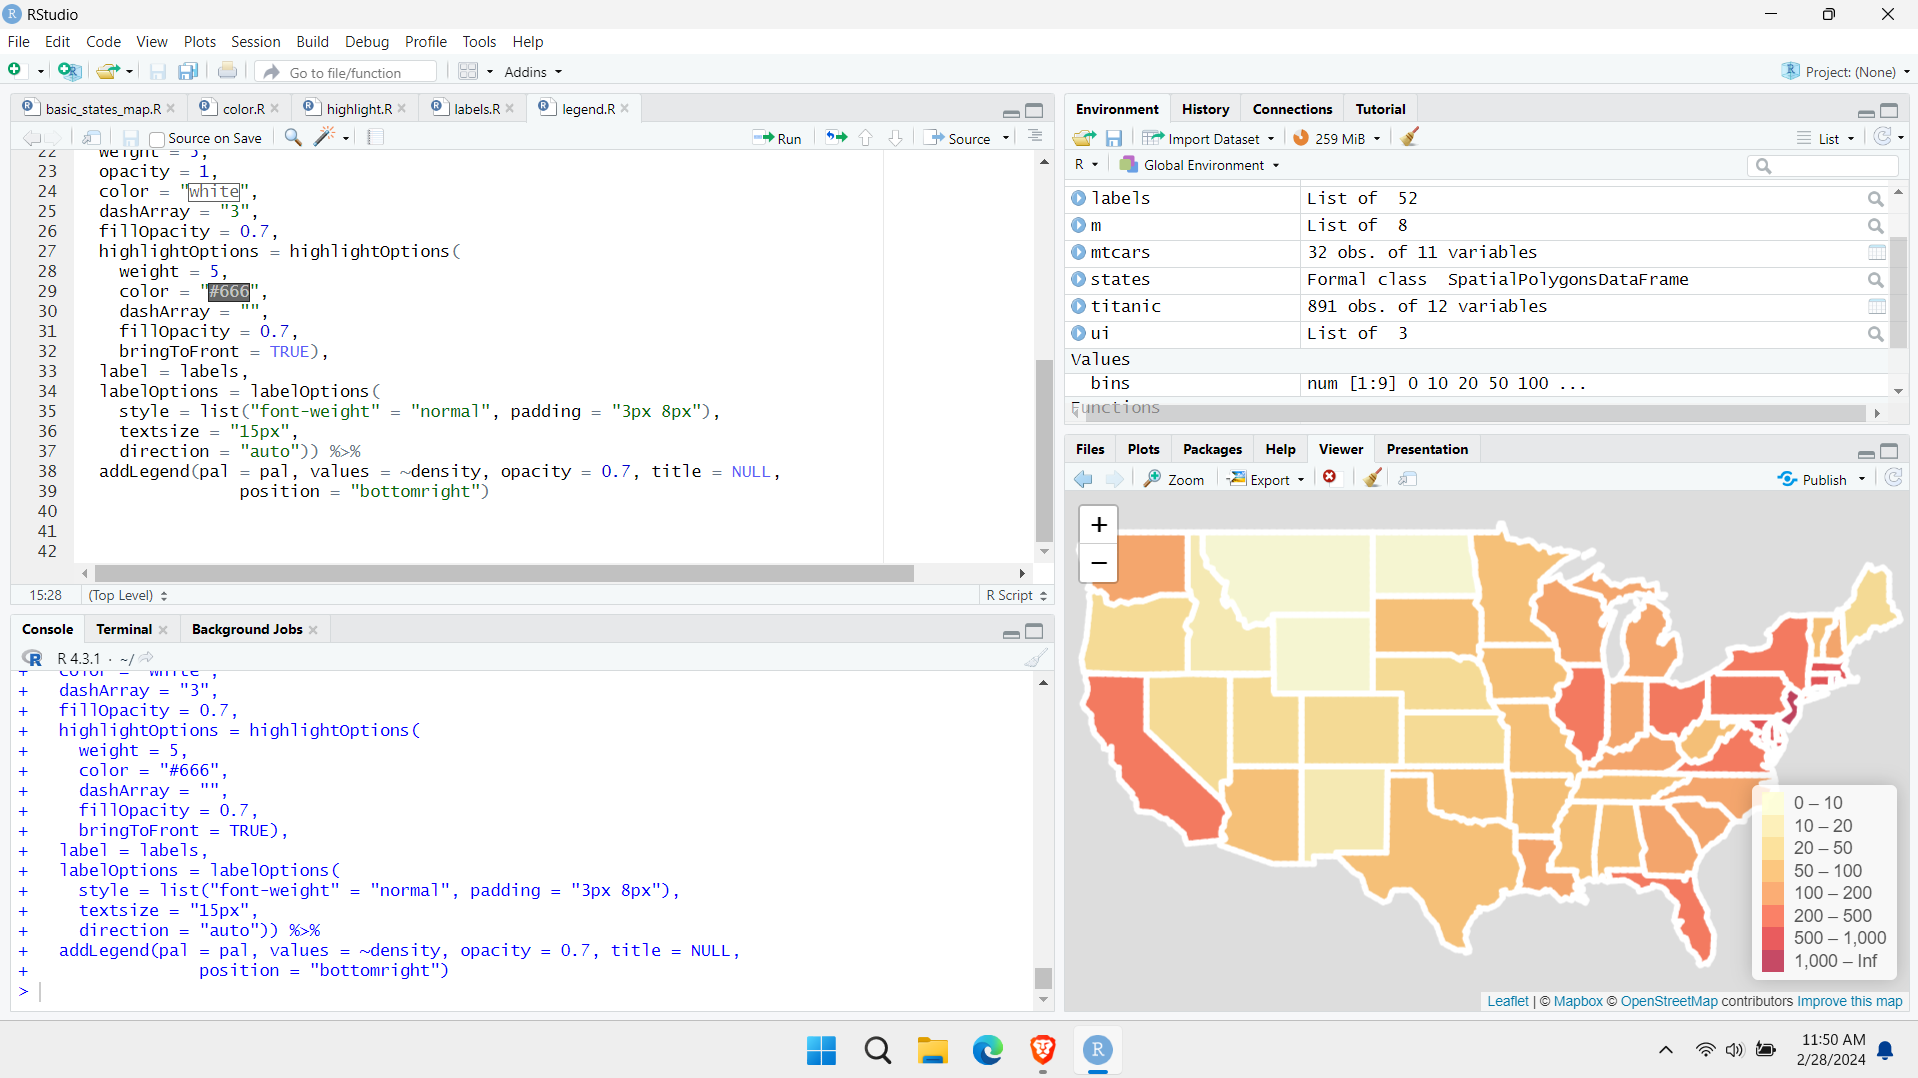 RStudio
File Edit Code View Plots Session Build Debug Profile Tools Help
Go to file/function Addins Project: (None)
basic_states_map.R color.R highlight.R labels.R legend.R
Source on Save Run Source
22 weight = 5,
23 opacity = 1,
24 color = "white",
25 dashArray = "3",
26 fillOpacity = 0.7,
27 highlightOptions = highlightOptions(
28 weight = 5,
29 color = "#666",
30 dashArray = "",
31 fillOpacity = 0.7,
32 bringToFront = TRUE),
33 label = labels,
34 labelOptions = labelOptions(
35 style = list("font-weight" = "normal", padding = "3px 8px"),
36 textsize = "15px",
37 direction = "auto")) %>%
38 addLegend(pal = pal, values = ~density, opacity = 0.7, title = NULL,
39 position = "bottomright")
40
41
42
15:28 (Top Level) R Script
Console Terminal Background Jobs
R 4.3.1 · ~/
+ color = "white",
+ dashArray = "3",
+ fillOpacity = 0.7,
+ highlightOptions = highlightOptions(
+ weight = 5,
+ color = "#666",
+ dashArray = "",
+ fillOpacity = 0.7,
+ bringToFront = TRUE),
+ label = labels,
+ labelOptions = labelOptions(
+ style = list("font-weight" = "normal", padding = "3px 8px"),
+ textsize = "15px",
+ direction = "auto")) %>%
+ addLegend(pal = pal, values = ~density, opacity = 0.7, title = NULL,
+ position = "bottomright")
>
Environment History Connections Tutorial
Import Dataset 259 MiB List
R Global Environment
labels List of 52
m List of 8
mtcars 32 obs. of 11 variables
states Formal class SpatialPolygonsDataFrame
titanic 891 obs. of 12 variables
ui List of 3
Values
bins num [1:9] 0 10 20 50 100 ...
Functions
Files Plots Packages Help Viewer Presentation
Zoom Export Publish
+
−
0 – 10
10 – 20
20 – 50
50 – 100
100 – 200
200 – 500
500 – 1,000
1,000 – Inf
Leaflet | © Mapbox © OpenStreetMap contributors Improve this map
11:50 AM
2/28/2024